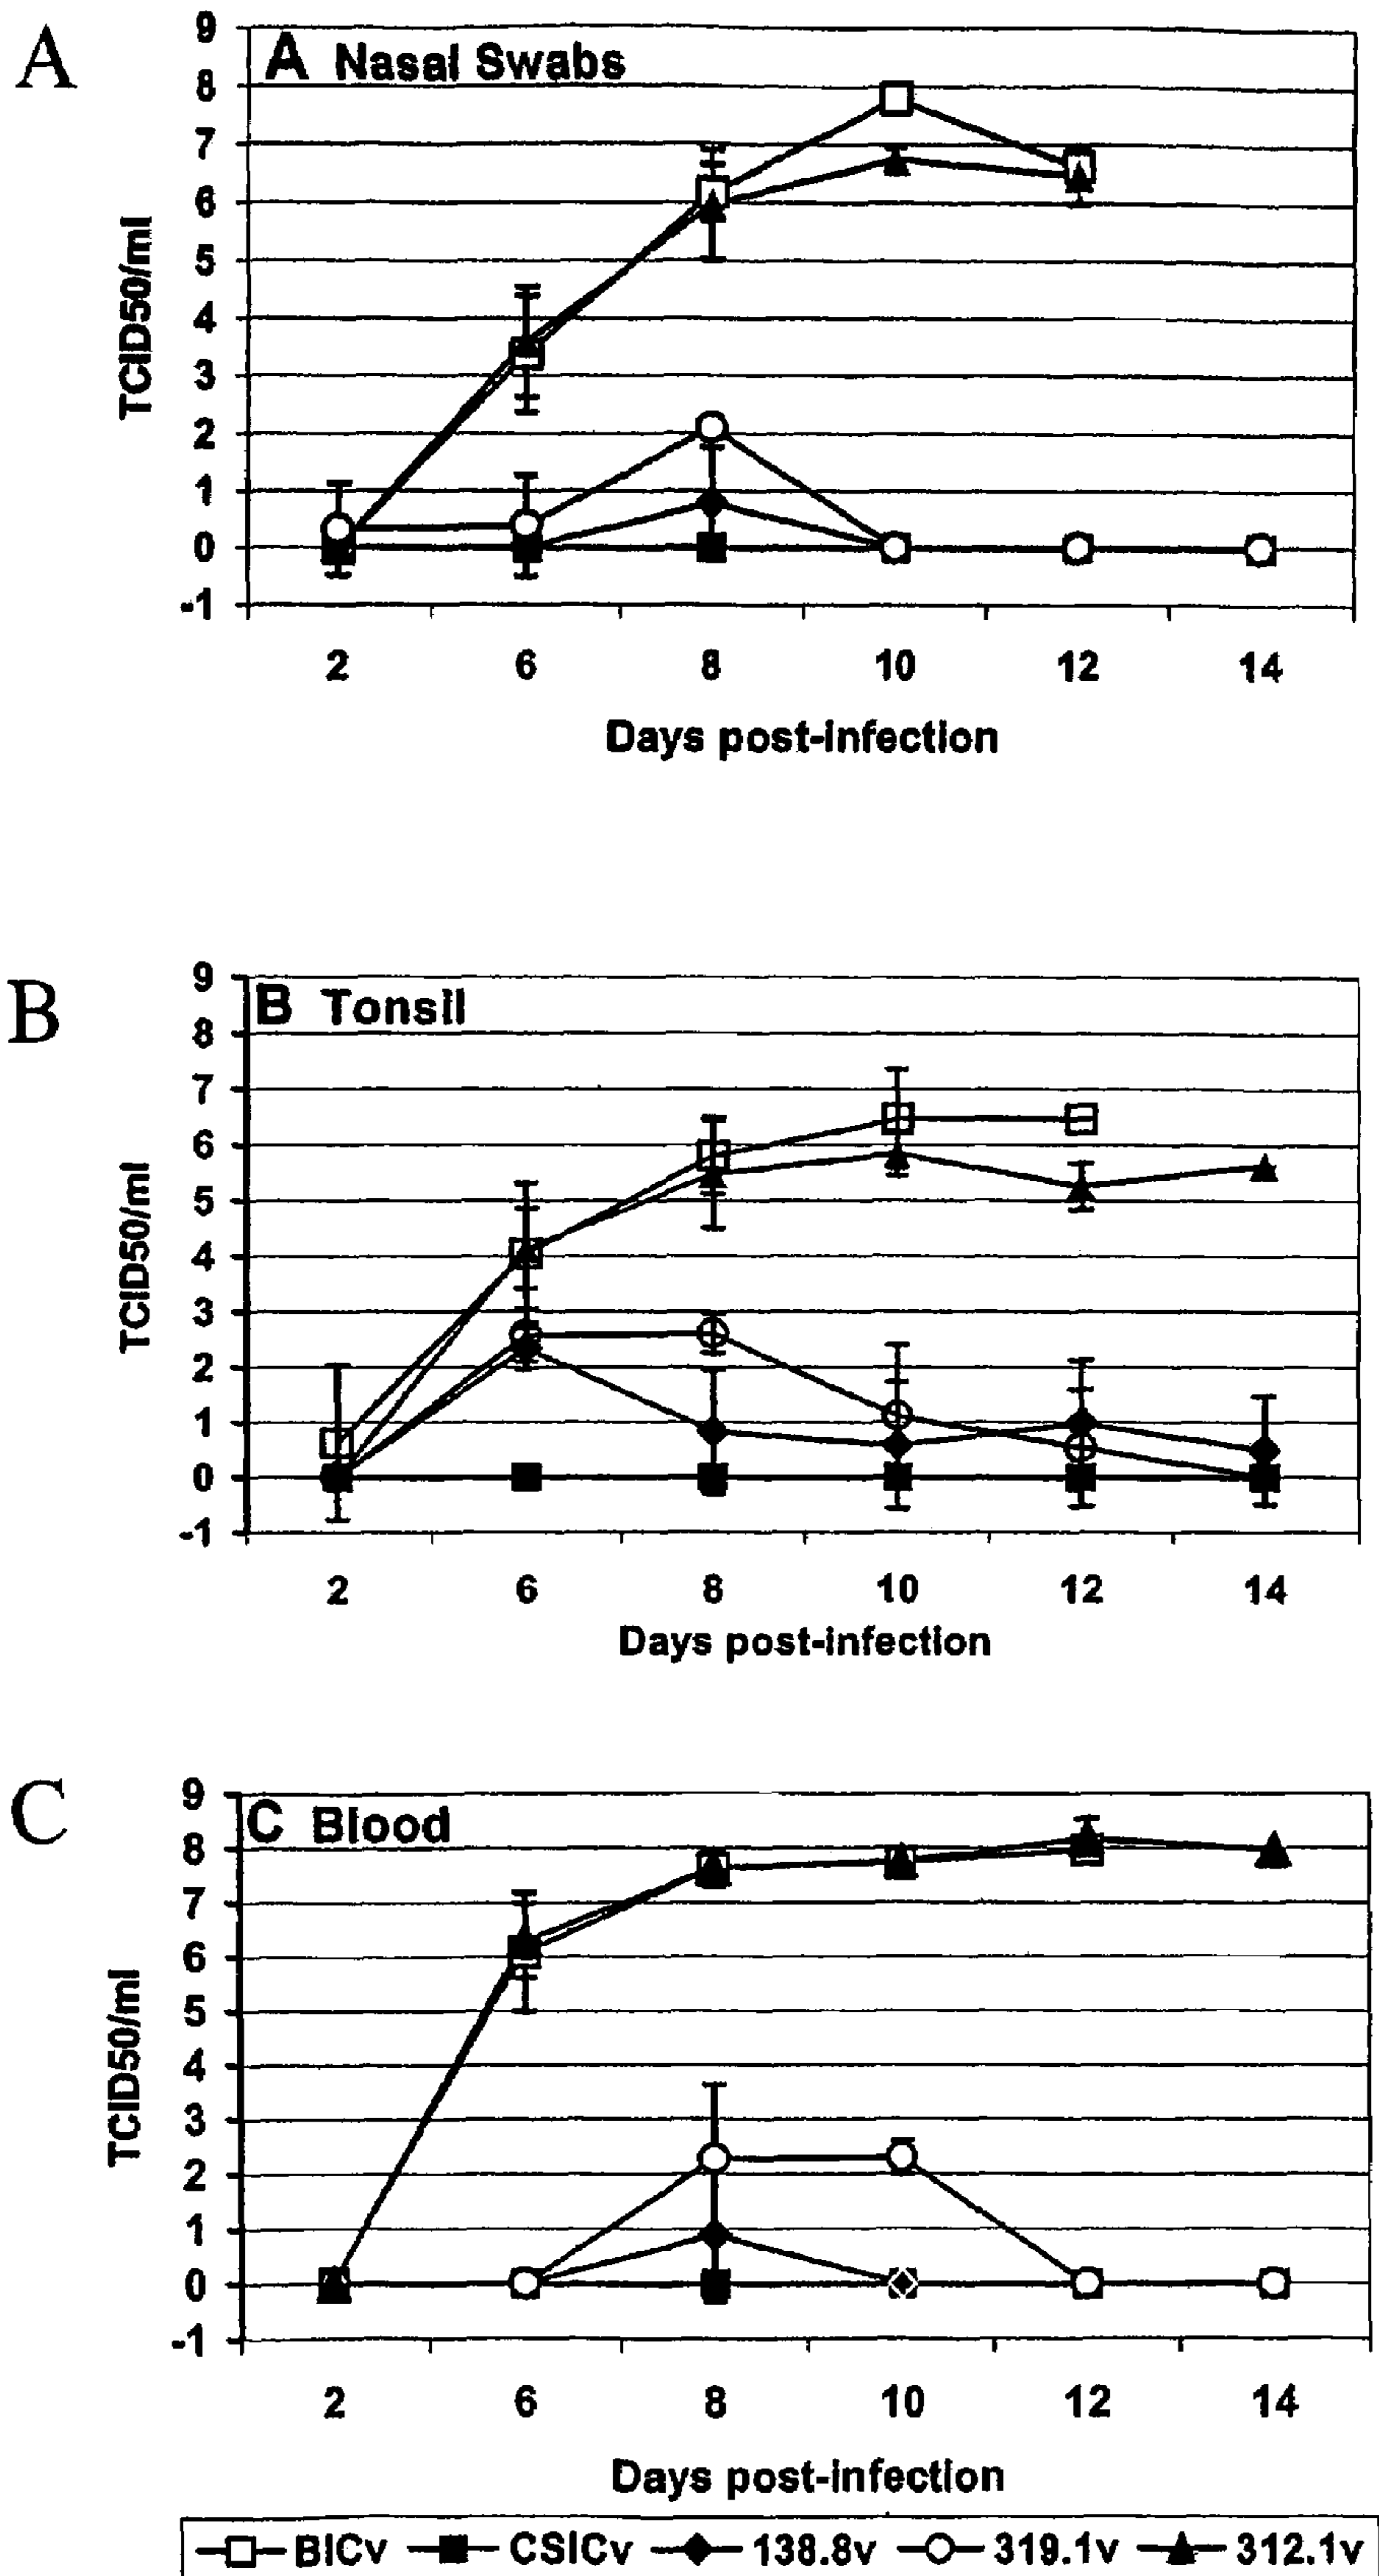 A
A Nasal Swabs
9
8
7
6
5
4
3
2
1
0
-1
TCID50/ml
2 6 8 10 12 14
Days post-infection
B
B Tonsil
9
8
7
6
5
4
3
2
1
0
-1
TCID50/ml
2 6 8 10 12 14
Days post-infection
C
C Blood
9
8
7
6
5
4
3
2
1
0
-1
TCID50/ml
2 6 8 10 12 14
Days post-infection
BICv CSICv 138.8v 319.1v 312.1v